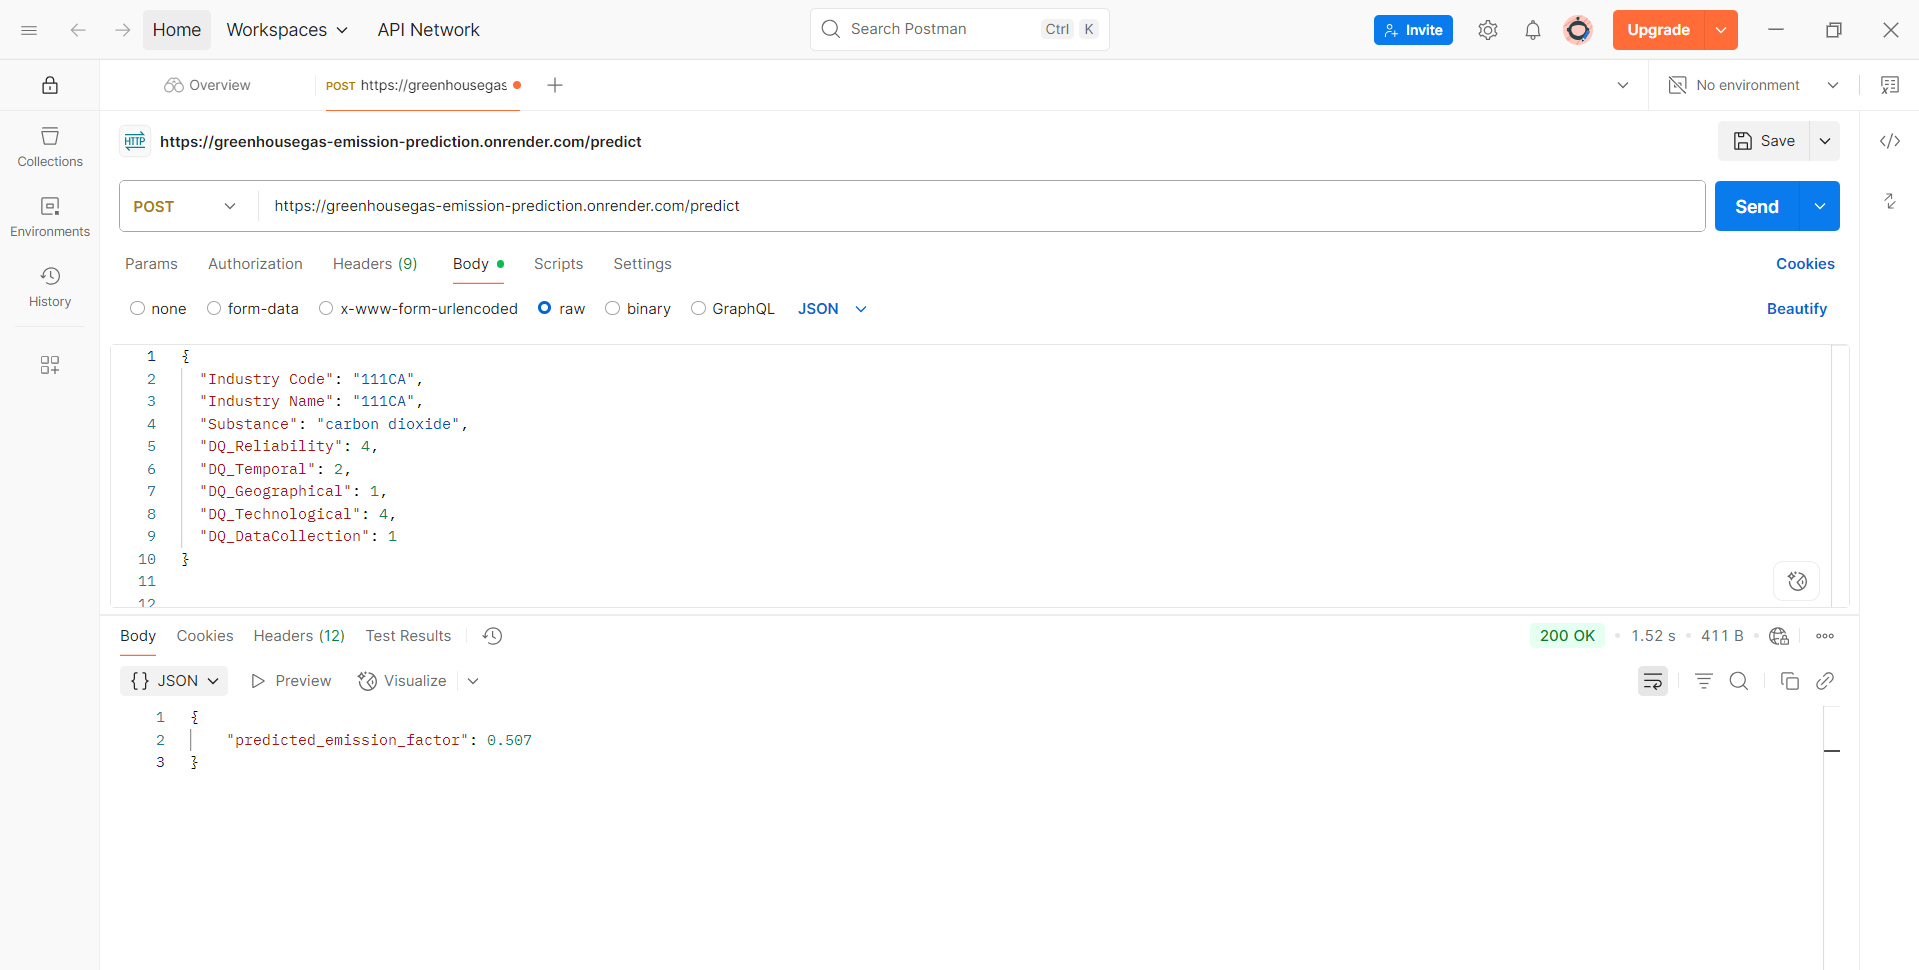 Home Workspaces API Network Search Postman Ctrl K Invite Upgrade
Overview POST https://greenhousegas No environment
HTTP https://greenhousegas-emission-prediction.onrender.com/predict Save
Collections
POST https://greenhousegas-emission-prediction.onrender.com/predict Send
Environments
Params Authorization Headers (9) Body Scripts Settings Cookies
History
none form-data x-www-form-urlencoded raw binary GraphQL JSON Beautify
1 {
2 "Industry Code": "111CA",
3 "Industry Name": "111CA",
4 "Substance": "carbon dioxide",
5 "DQ_Reliability": 4,
6 "DQ_Temporal": 2,
7 "DQ_Geographical": 1,
8 "DQ_Technological": 4,
9 "DQ_DataCollection": 1
10 }
11
12
Body Cookies Headers (12) Test Results 200 OK • 1.52 s • 411 B •
{} JSON Preview Visualize
1 {
2 "predicted_emission_factor": 0.507
3 }